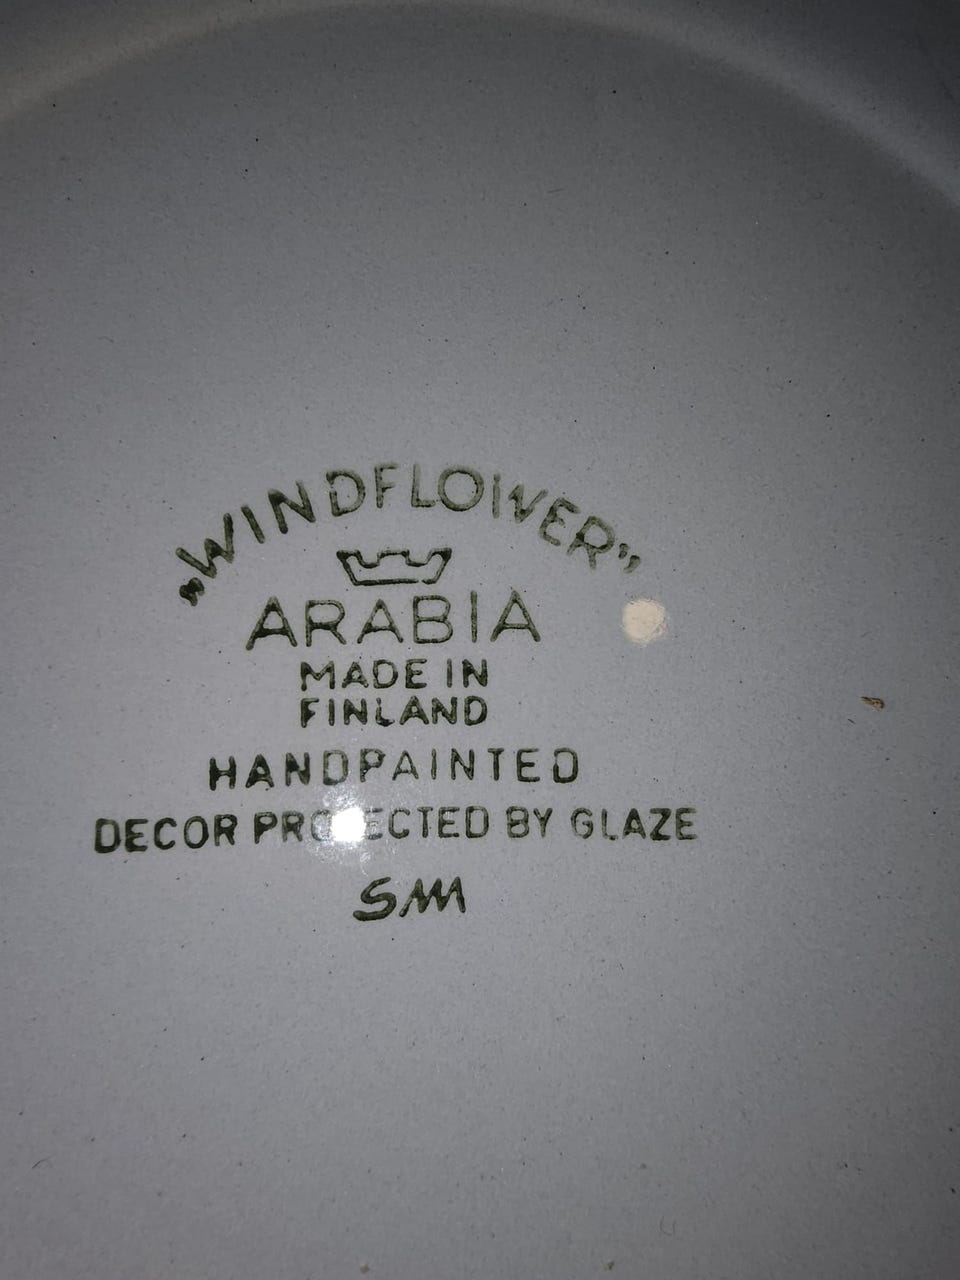 „WINDFLOWER”
ARABIA
MADE IN
FINLAND
HANDPAINTED
DECOR PROTECTED BY GLAZE
SM